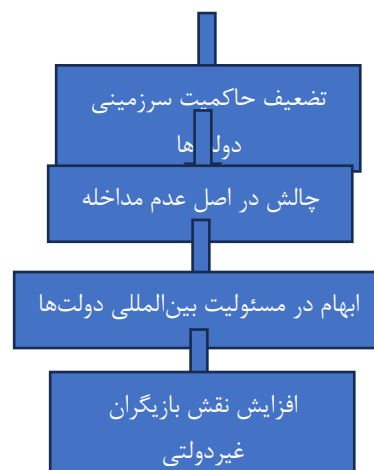 تضعیف حاکمیت سرزمینی
دولت‌ها
چالش در اصل عدم مداخله
ابهام در مسئولیت بین‌المللی دولت‌ها
افزایش نقش بازیگران
غیردولتی